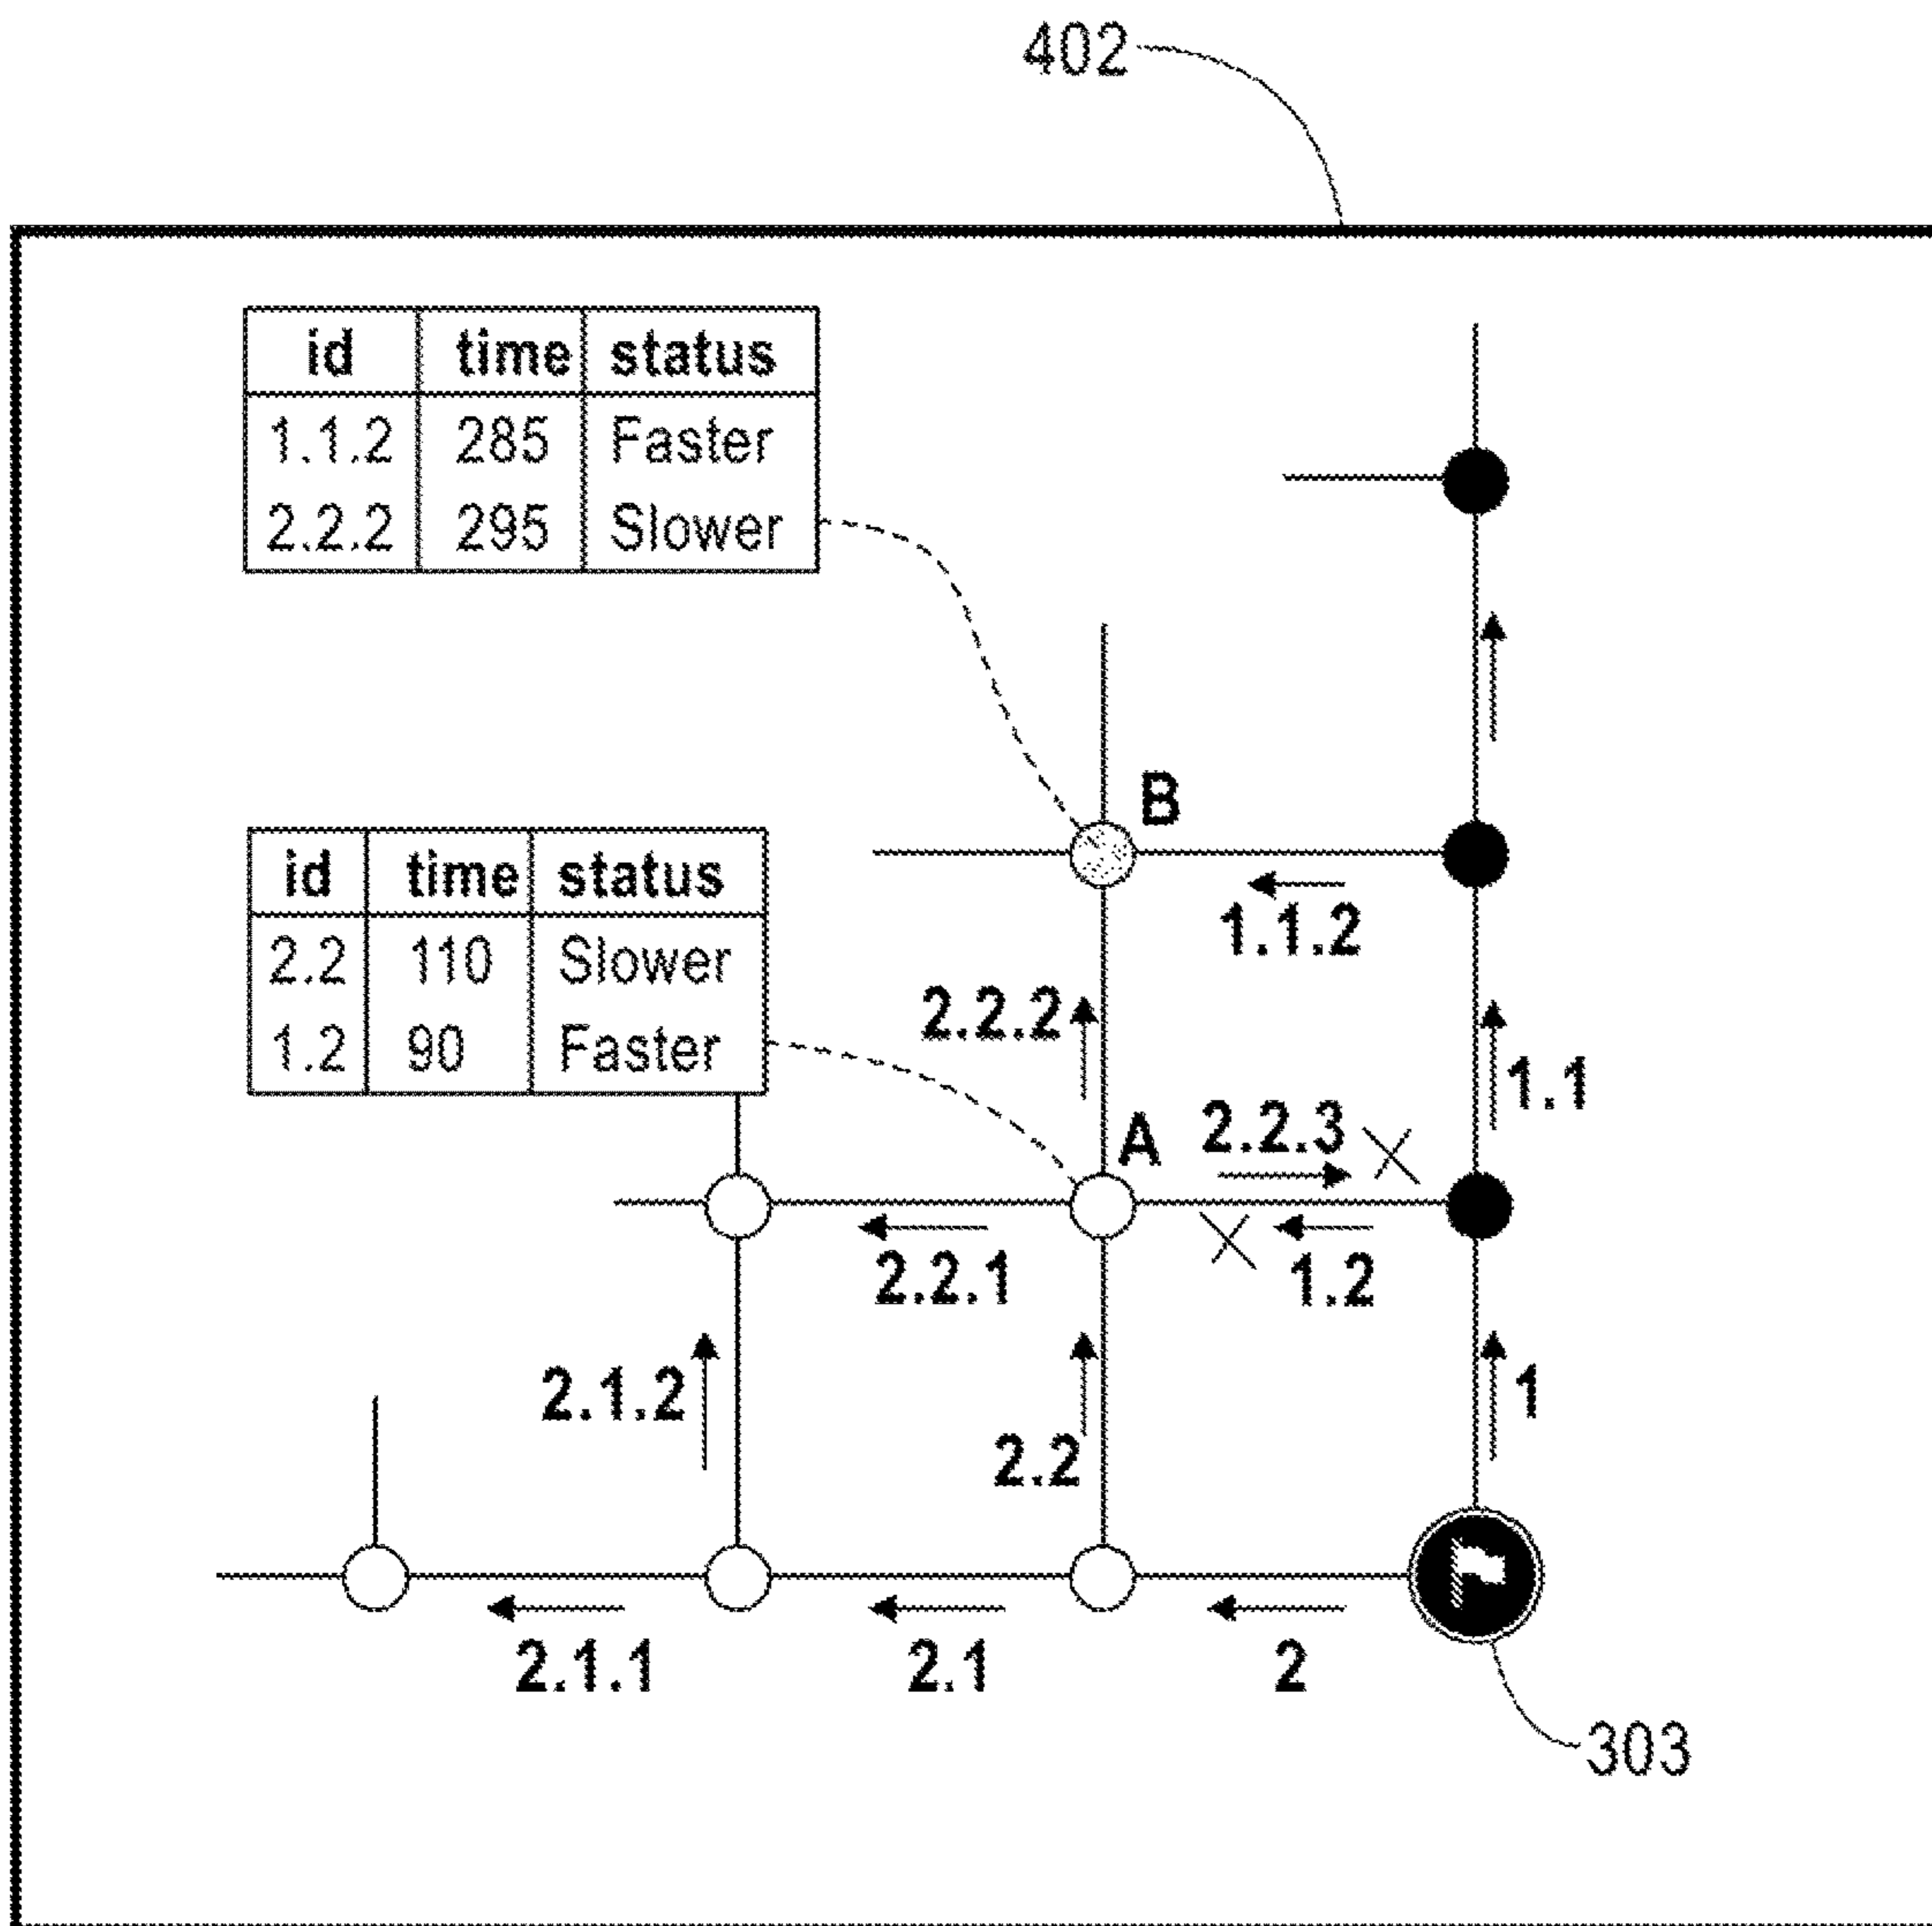 402
id time status
1.1.2 285 Faster
2.2.2 295 Slower
B
id time status
2.2 110 Slower
1.2 90 Faster
1.1.2
2.2.2
1.1
A
2.2.3
2.2.1
1.2
2.1.2
1
2.2
2.1.1
2.1
2
303